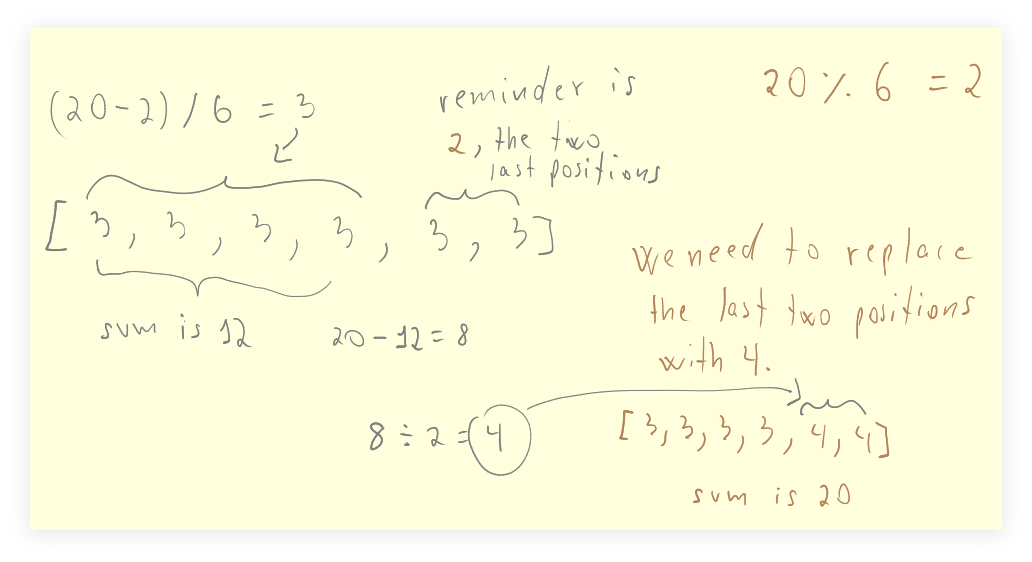 (20-2) / 6 = 3
reminder is
2, the two
last positions
20 % 6 = 2
[ 3, 3, 3, 3, 3, 3]
sum is 12
20-12=8
8 ÷ 2 = 4
we need to replace
the last two positions
with 4.
[3, 3, 3, 3, 4, 4]
sum is 20